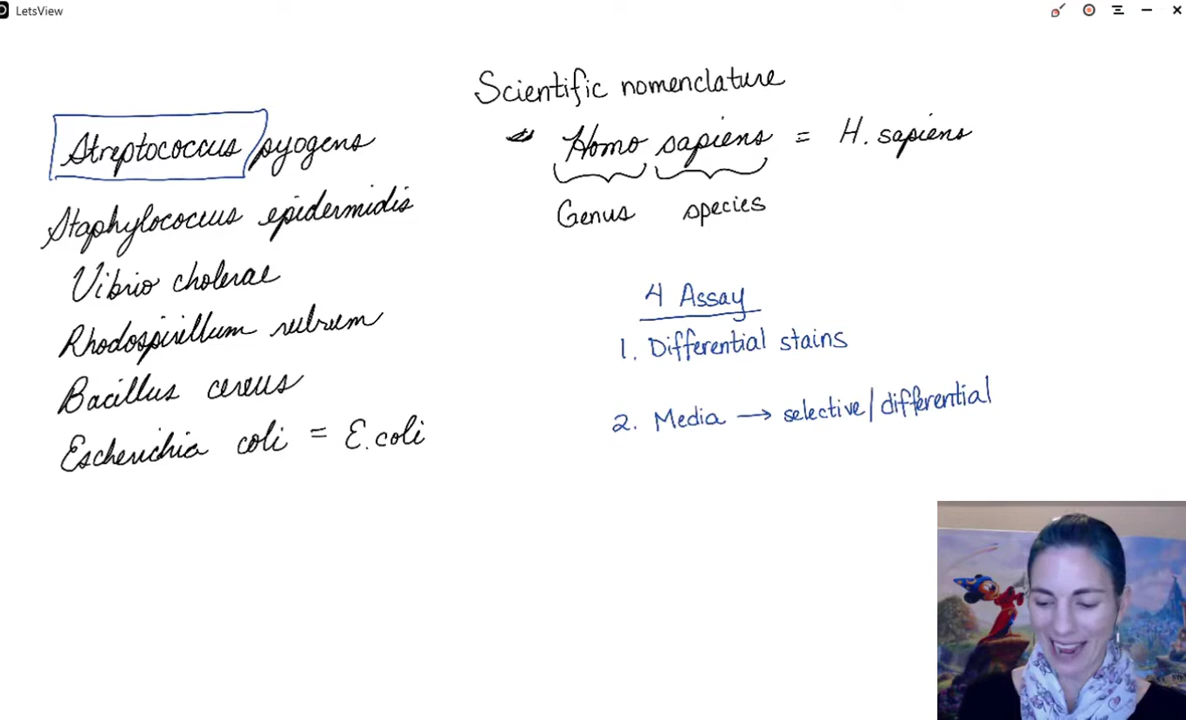 LetsView
Scientific nomenclature
Streptococcus pyogens
Homo sapiens = H. sapiens
Genus species
Staphylococcus epidermidis
Vibrio cholerae
Rhodospirillum rubrum
Bacillus cereus
Escherichia coli = E.coli
4 Assay
1. Differential stains
2. Media → selective/differential